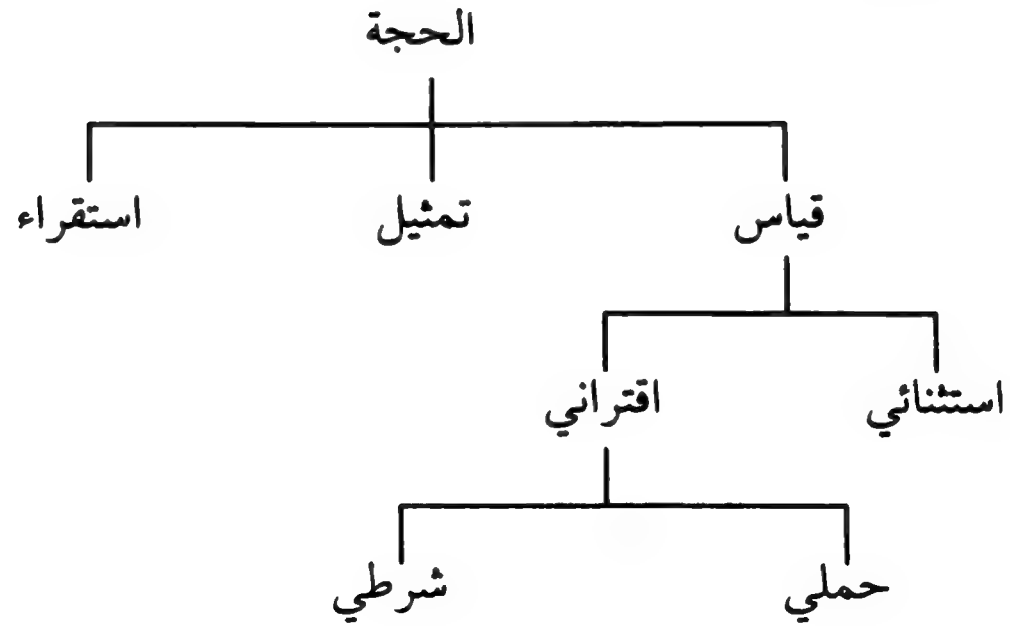 الحجة
قياس تمثيل استقراء
استثنائي اقتراني
حملي شرطي